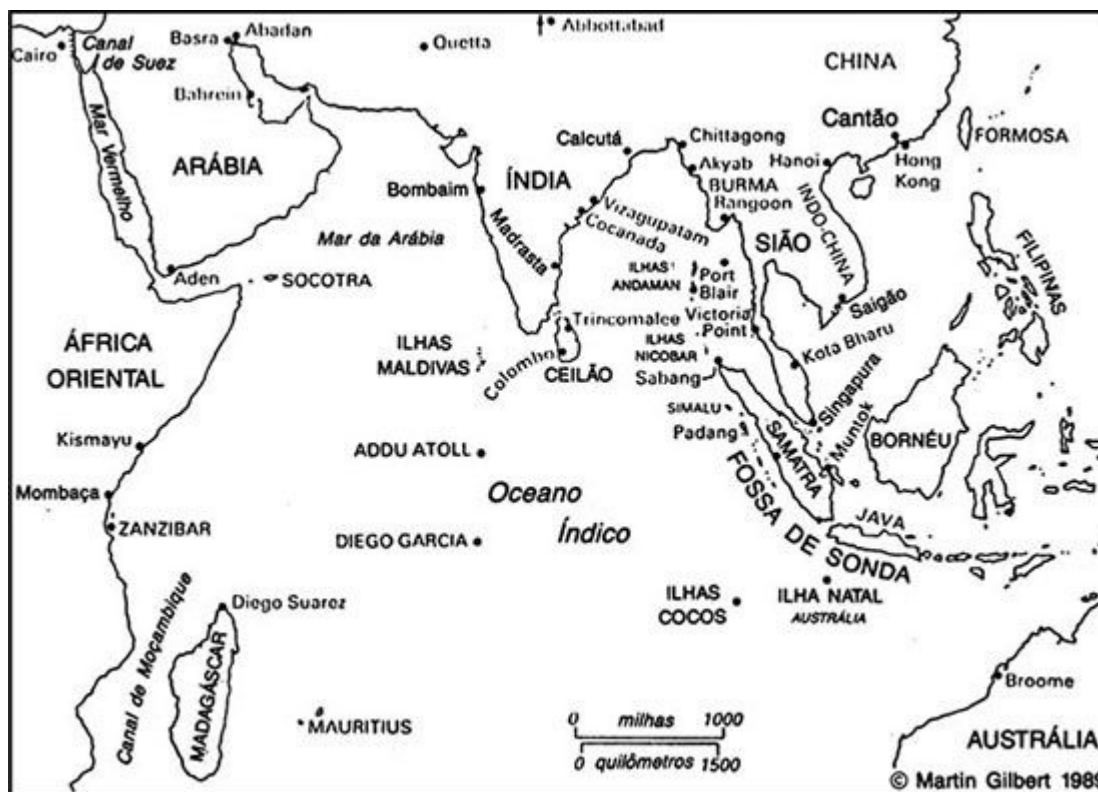 Cairo
Canal
de Suez
Basra
Abadan
Bahrein
Quetta
Abbottabad
CHINA
Mar Vermelho
ARÁBIA
Bombaim
ÍNDIA
Calcutá
Chittagong
Akyab
BURMA
Rangoon
Hanoi
Cantão
Hong
Kong
FORMOSA
Mar da Arábia
Madrasta
Vizagupatam
Cocanada
SIÃO
INDO-CHINA
FILIPINAS
Aden
SOCOTRA
ILHAS
ANDAMAN
Port
Blair
Saigão
ÁFRICA
ORIENTAL
ILHAS
MALDIVAS
Trincomalee
Colombo
CEILÃO
Victoria
Point
ILHAS
NICOBAR
Sabang
Kota Bharu
Singapura
SIMALU
Padang
SAMATRA
Muntok
BORNÉU
Kismayu
ADDU ATOLL
Mombaça
Oceano
Índico
FOSSA DE SONDA
JAVA
ZANZIBAR
DIEGO GARCIA
Diego Suarez
ILHAS
COCOS
ILHA NATAL
AUSTRÁLIA
Canal de Moçambique
MADAGÁSCAR
MAURITIUS
Broome
AUSTRÁLIA
0 milhas 1000
0 quilômetros 1500
© Martin Gilbert 1989